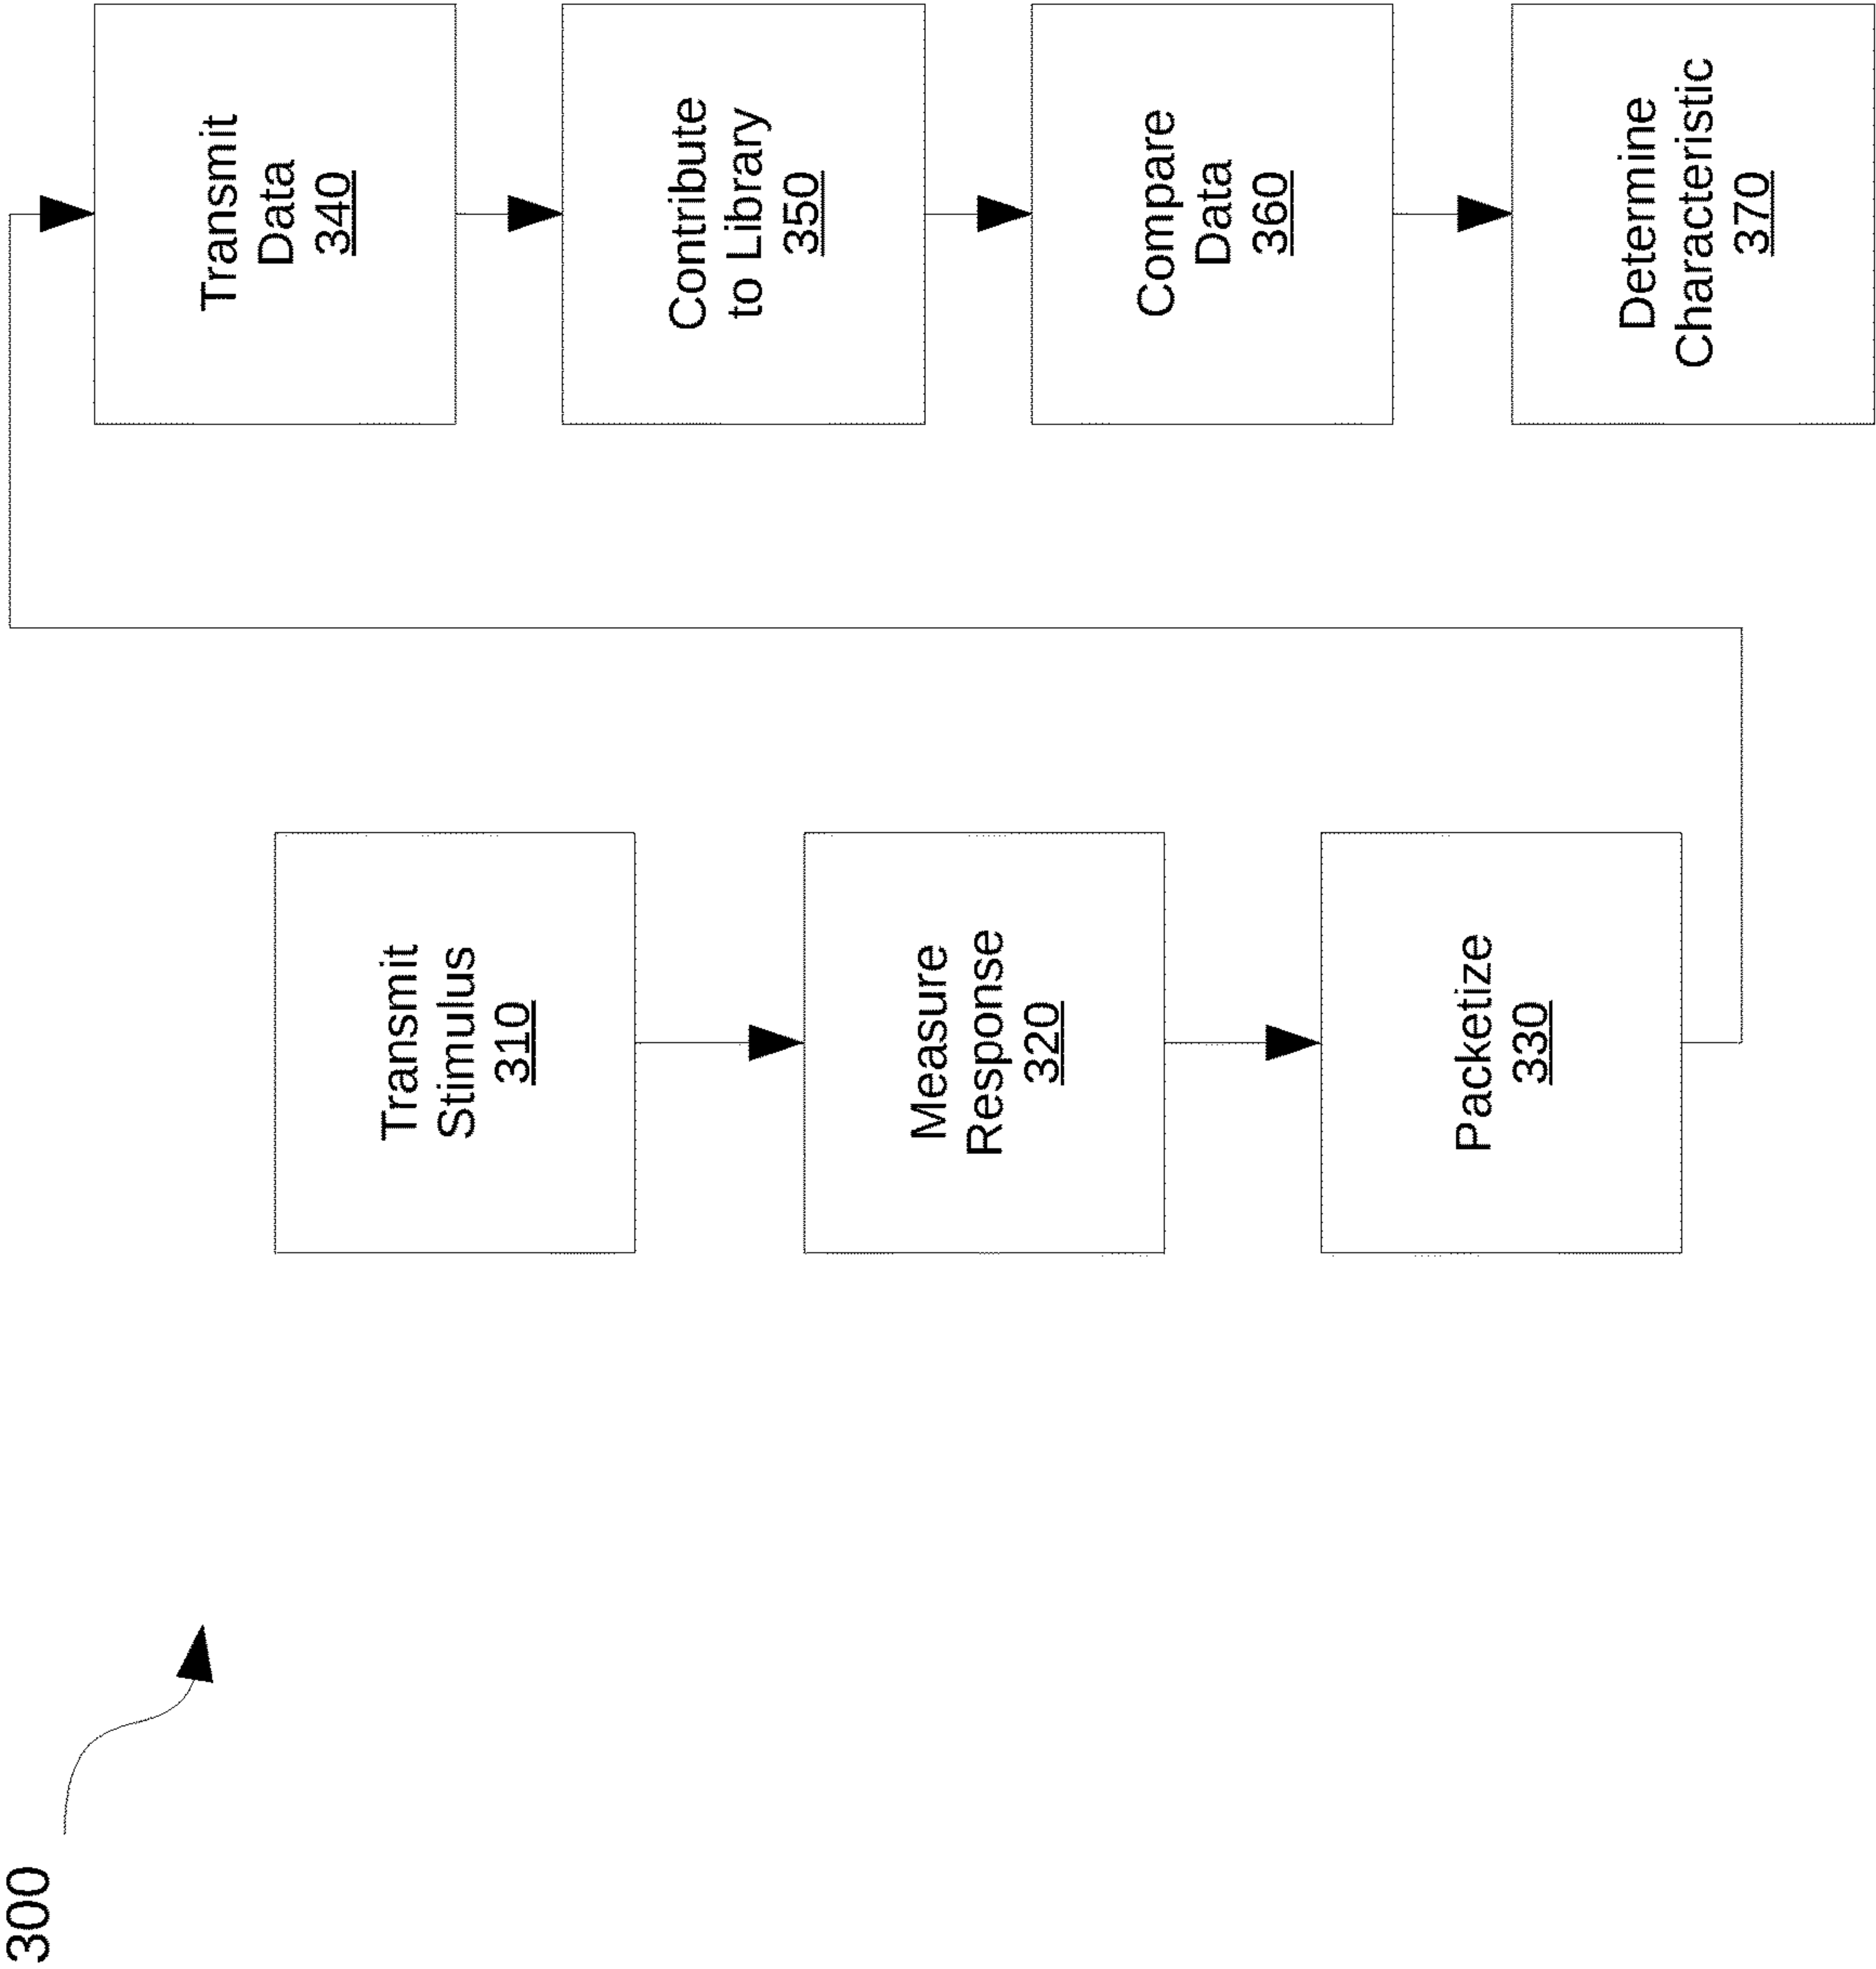 300
Transmit
Stimulus
310
Measure
Response
320
Packetize
330
Transmit
Data
340
Contribute
to Library
350
Compare
Data
360
Determine
Characteristic
370